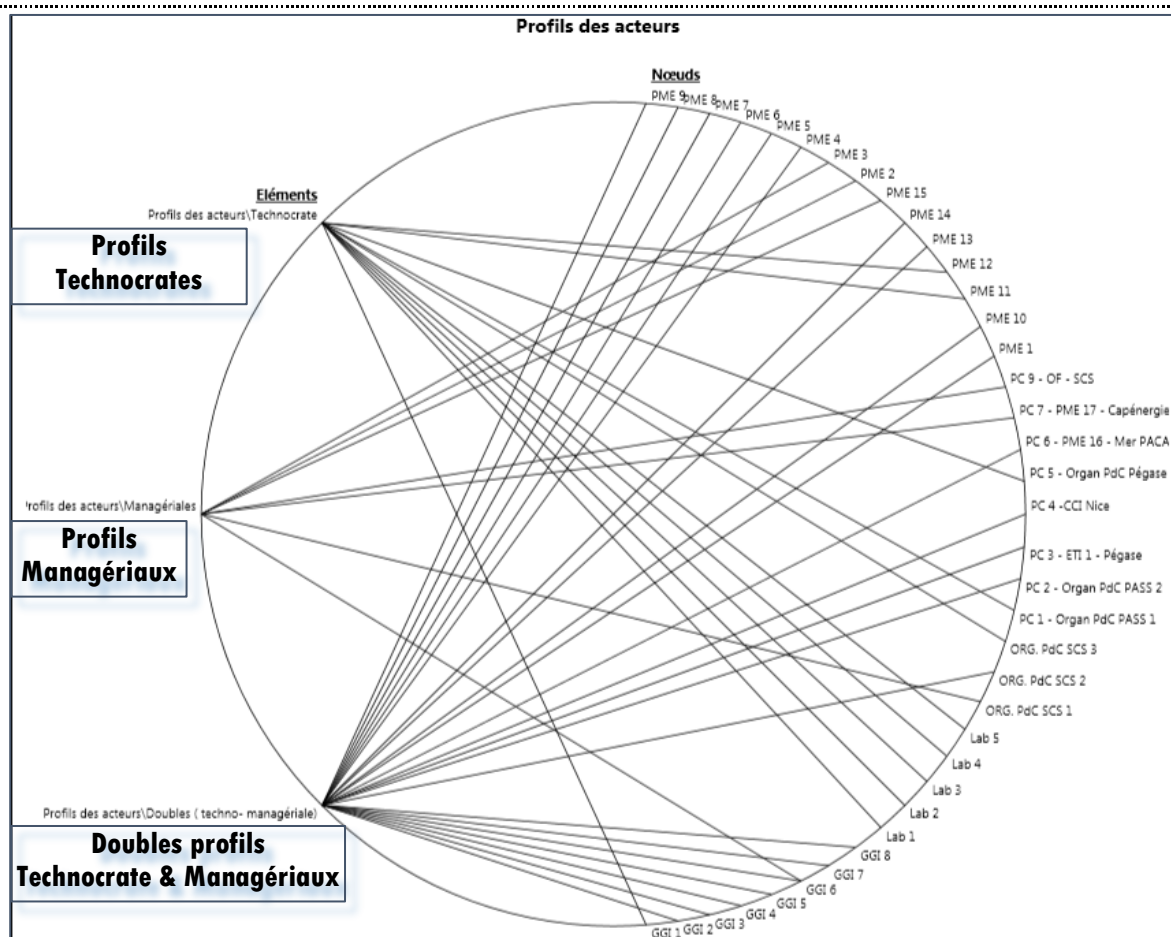 Profils des acteurs
Nœuds
PME 9
PME 8
PME 7
PME 6
PME 5
PME 4
PME 3
PME 2
PME 15
PME 14
PME 13
PME 12
PME 11
PME 10
PME 1
PC 9 - OF - SCS
PC 7 - PME 17 - Capénergie
PC 6 - PME 16 - Mer PACA
PC 5 - Organ PdC Pégase
PC 4 -CCI Nice
PC 3 - ETI 1 - Pégase
PC 2 - Organ PdC PASS 2
PC 1 - Organ PdC PASS 1
ORG. PdC SCS 3
ORG. PdC SCS 2
ORG. PdC SCS 1
Lab 5
Lab 4
Lab 3
Lab 2
Lab 1
GGI 8
GGI 7
GGI 6
GGI 5
GGI 4
GGI 3
GGI 2
GGI 1
Eléments
Profils des acteurs\Technocrate
Profils
Technocrates
rofils des acteurs\Managériales
Profils
Managériaux
Profils des acteurs\Doubles ( techno- managériale)
Doubles profils
Technocrate & Managériaux